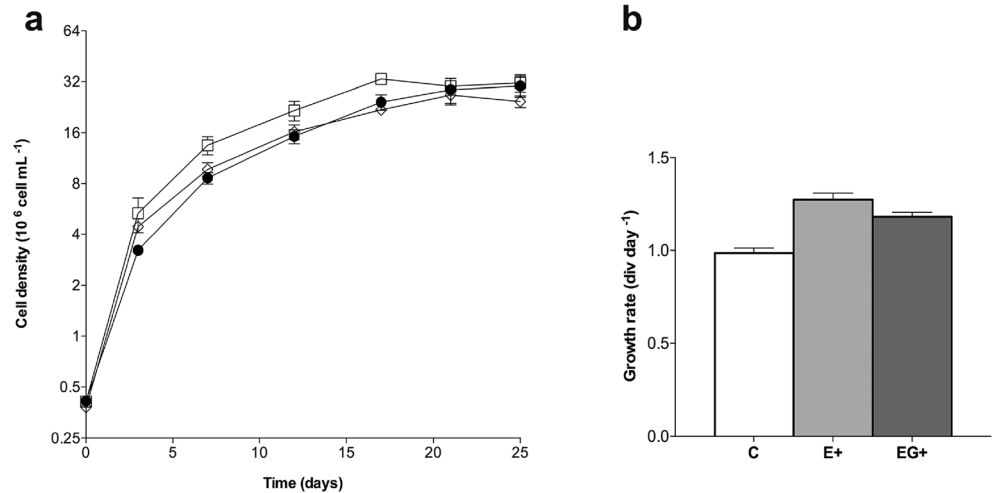 a
64
32
16
8
4
2
1
0.5
0.25
0 5 10 15 20 25
Time (days)
Cell density (10 6 cell mL -1)
b
1.5
1.0
0.5
0.0
C E+ EG+
Growth rate (div day -1)